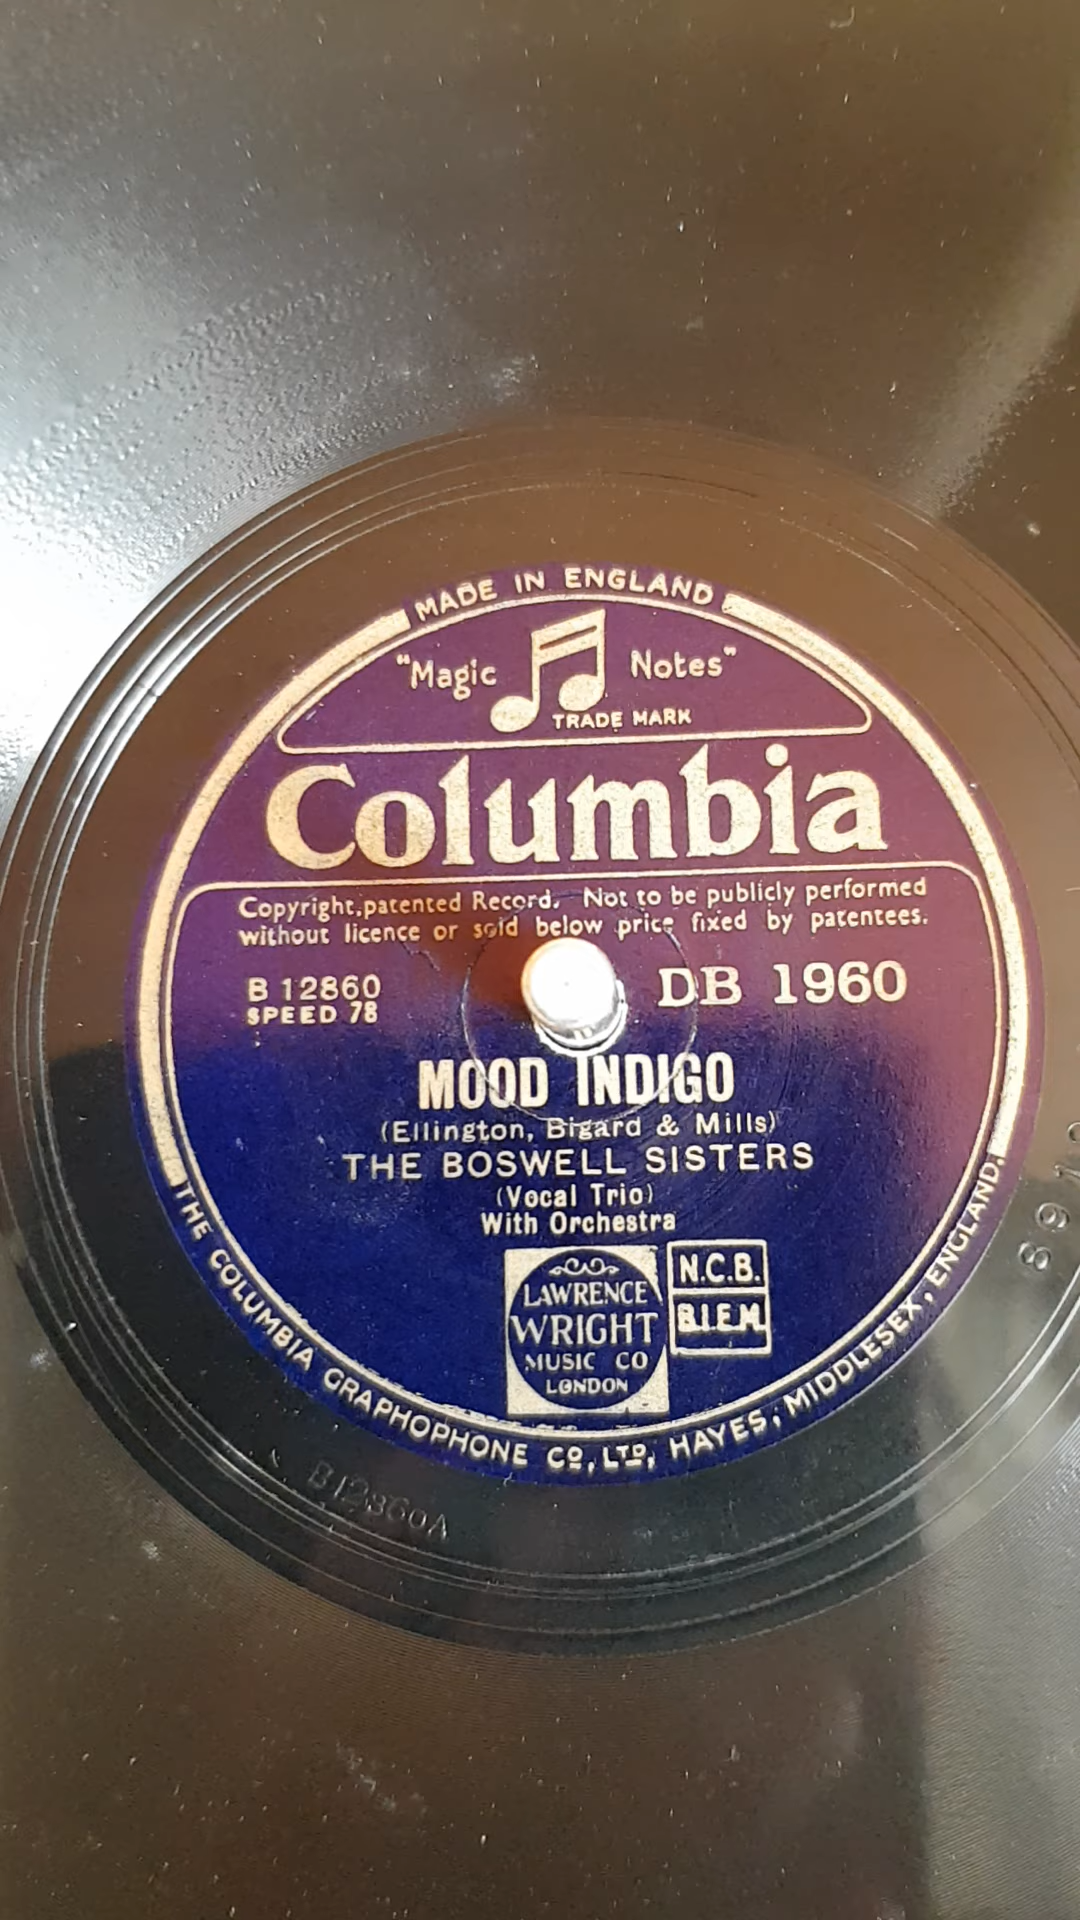 MADE IN ENGLAND
"Magic Notes"
TRADE MARK
Columbia
Copyright, patented Record. Not to be publicly performed
without licence or sold below price fixed by patentees.
B 12860
SPEED 78
DB 1960
MOOD INDIGO
(Ellington, Bigard & Mills)
THE BOSWELL SISTERS
(Vocal Trio)
With Orchestra
LAWRENCE
WRIGHT
MUSIC CO
LONDON
N.C.B.
B.I.E.M.
THE COLUMBIA GRAPHOPHONE CO., LTD., HAYES, MIDDLESEX, ENGLAND.
B12860A